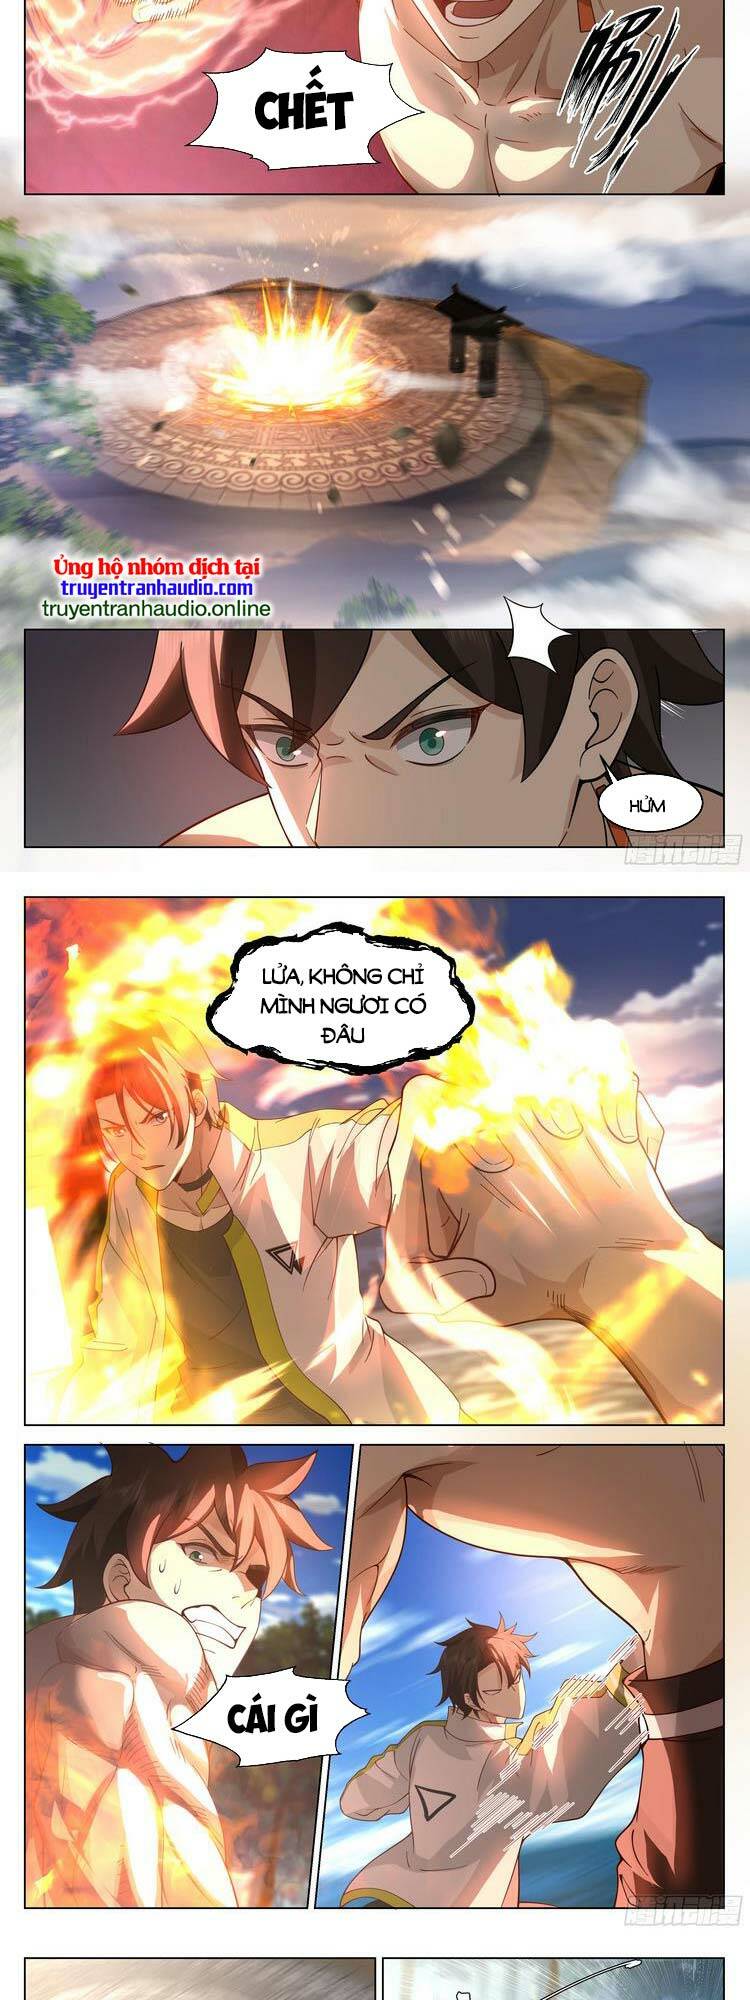 CHẾT
Ủng hộ nhóm dịch tại
truyentranhaudio.com
truyentranhaudio.online
HỬM
LỬA, KHÔNG CHỈ
MÌNH NGƯƠI CÓ
ĐÂU
CÁI GÌ